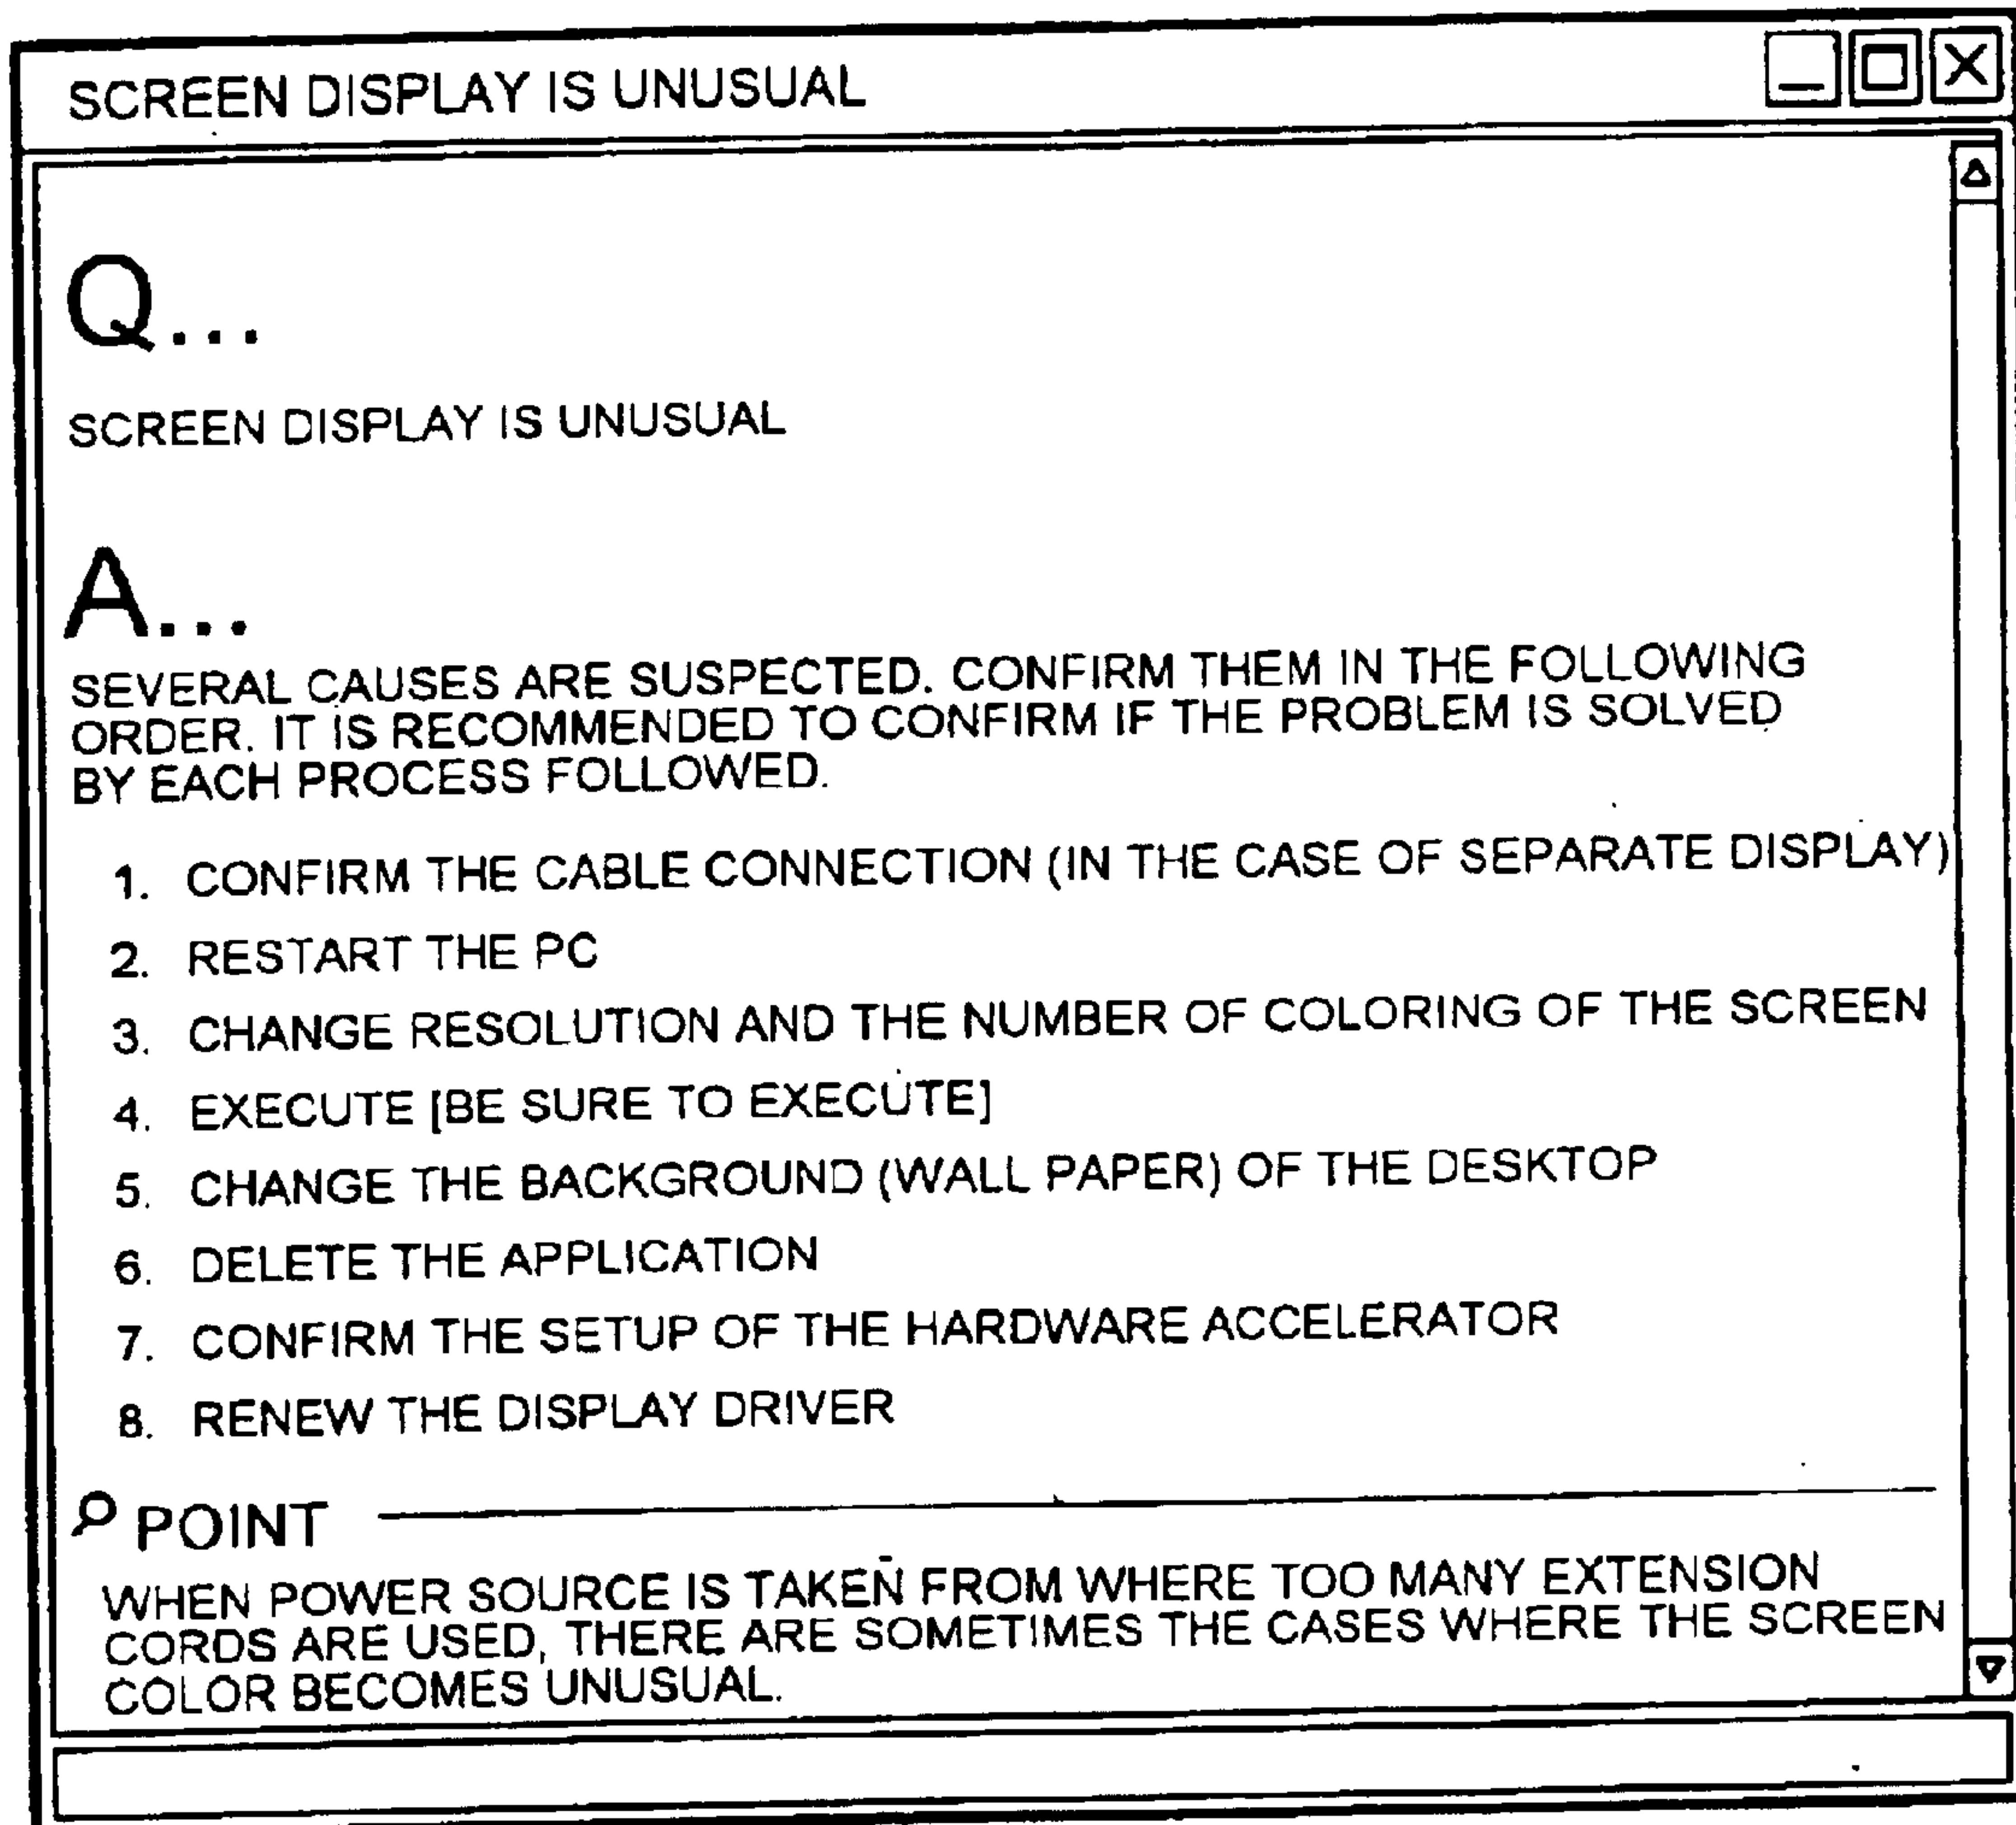 SCREEN DISPLAY IS UNUSUAL
Q...
SCREEN DISPLAY IS UNUSUAL
A...
SEVERAL CAUSES ARE SUSPECTED. CONFIRM THEM IN THE FOLLOWING
ORDER. IT IS RECOMMENDED TO CONFIRM IF THE PROBLEM IS SOLVED
BY EACH PROCESS FOLLOWED.
1. CONFIRM THE CABLE CONNECTION (IN THE CASE OF SEPARATE DISPLAY)
2. RESTART THE PC
3. CHANGE RESOLUTION AND THE NUMBER OF COLORING OF THE SCREEN
4. EXECUTE [BE SURE TO EXECUTE]
5. CHANGE THE BACKGROUND (WALL PAPER) OF THE DESKTOP
6. DELETE THE APPLICATION
7. CONFIRM THE SETUP OF THE HARDWARE ACCELERATOR
8. RENEW THE DISPLAY DRIVER
POINT
WHEN POWER SOURCE IS TAKEN FROM WHERE TOO MANY EXTENSION
CORDS ARE USED, THERE ARE SOMETIMES THE CASES WHERE THE SCREEN
COLOR BECOMES UNUSUAL.